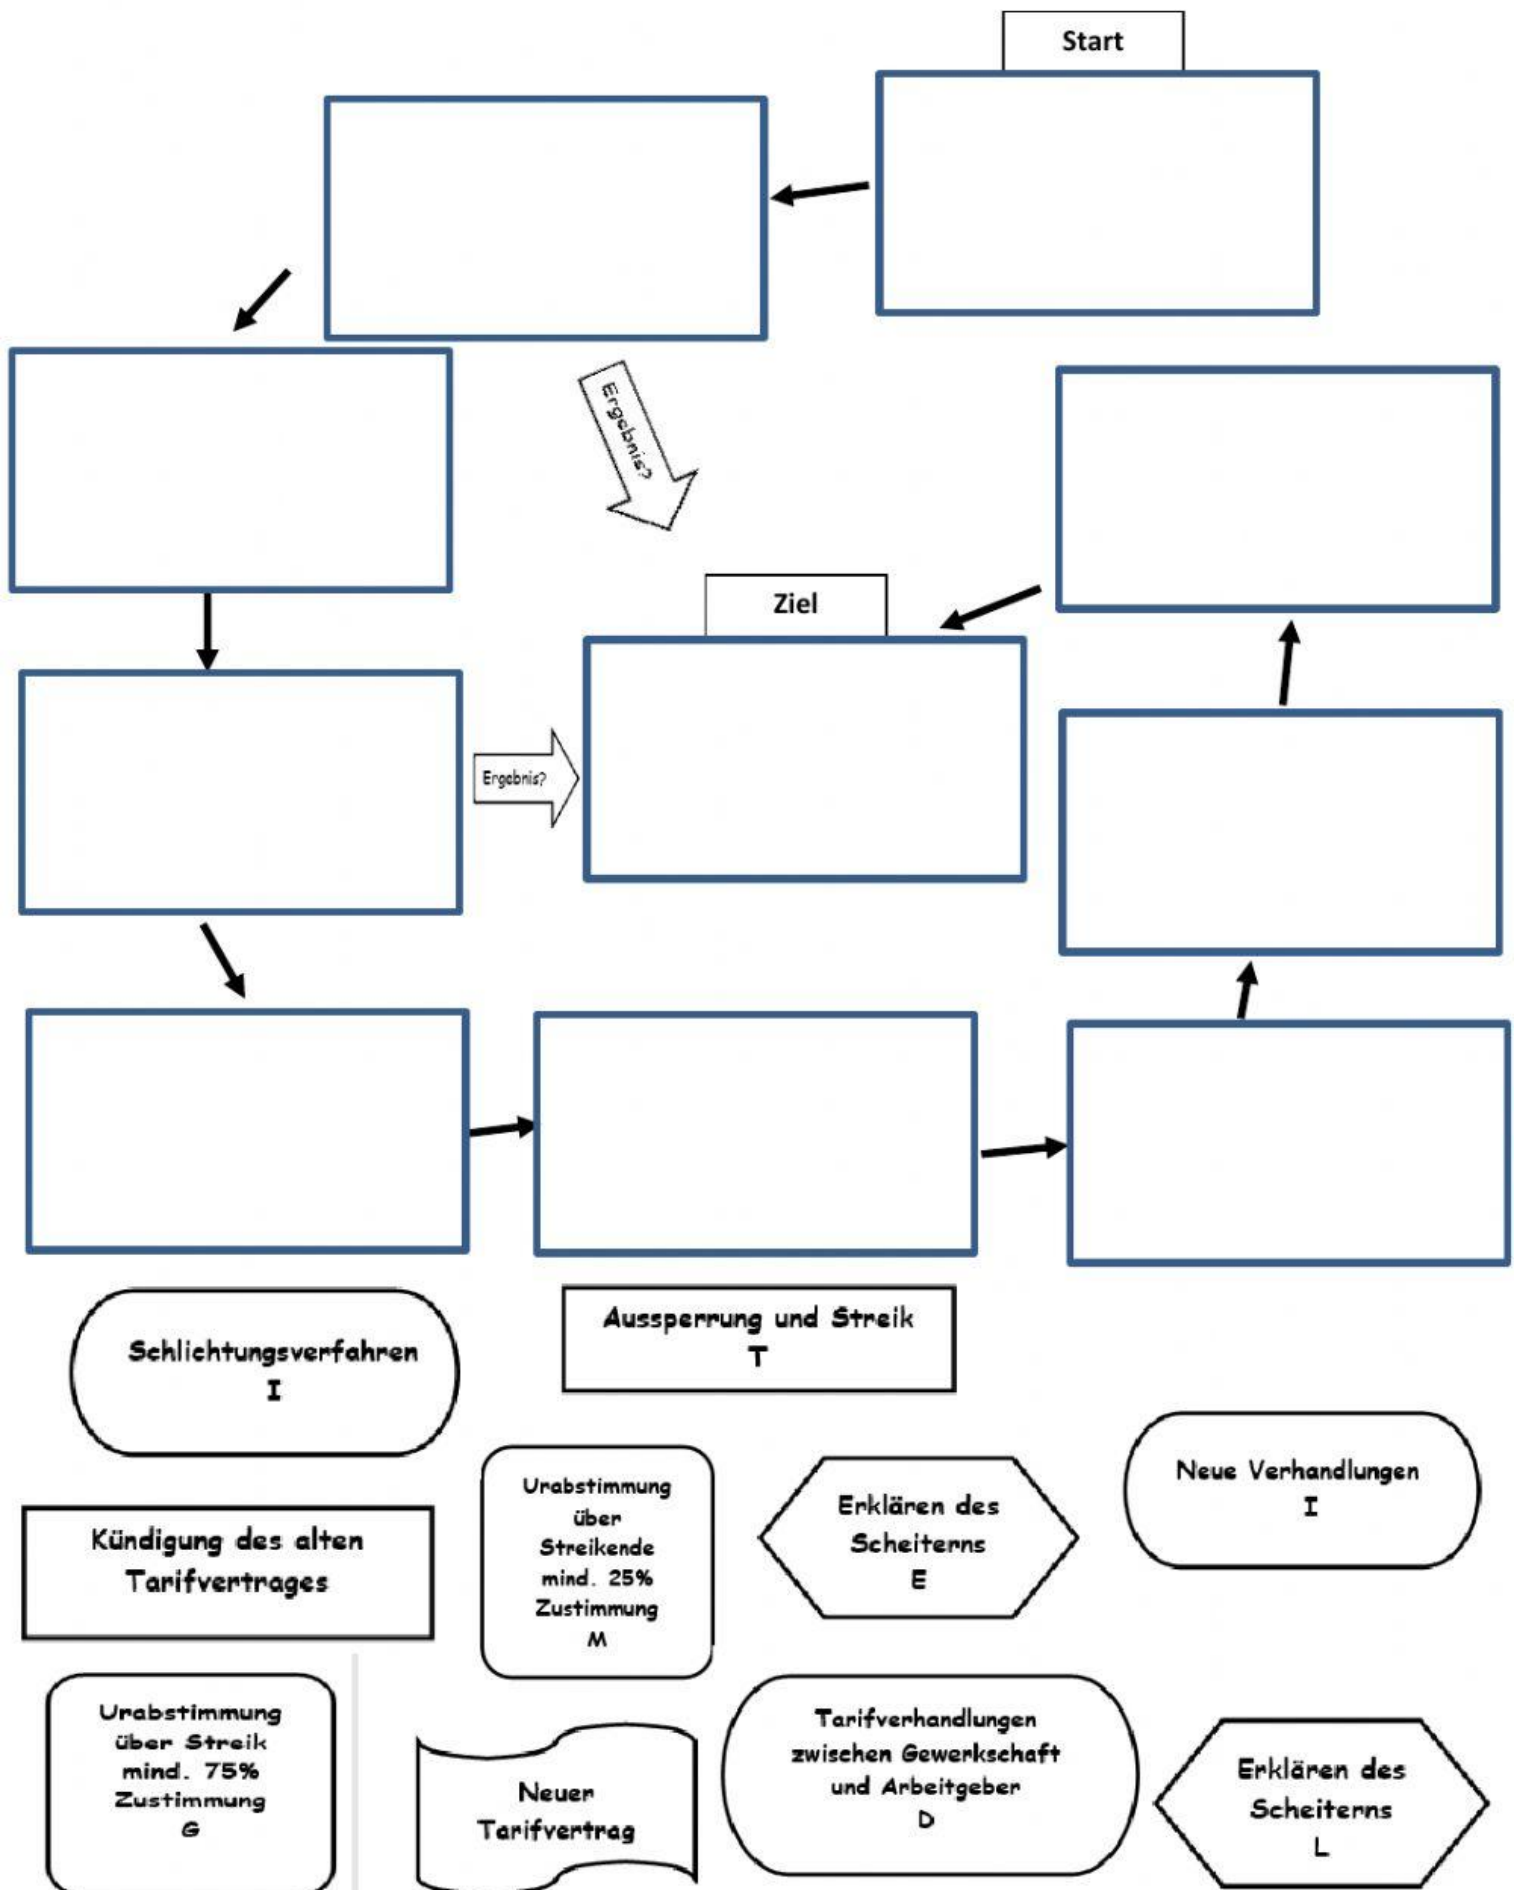 Start
Ergebnis?
Ziel
Ergebnis?
Schlichtungsverfahren
I
Aussperrung und Streik
T
Neue Verhandlungen
I
Urabstimmung
über
Streikende
mind. 25%
Zustimmung
M
Erklären des
Scheiterns
E
Kündigung des alten
Tarifvertrages
Urabstimmung
über Streik
mind. 75%
Zustimmung
G
Neuer
Tarifvertrag
Tarifverhandlungen
zwischen Gewerkschaft
und Arbeitgeber
D
Erklären des
Scheiterns
L